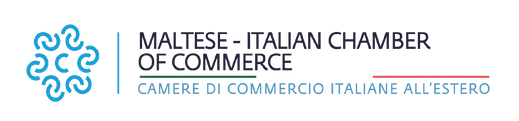 MALTESE - ITALIAN CHAMBER
OF COMMERCE
CAMERE DI COMMERCIO ITALIANE ALL'ESTERO